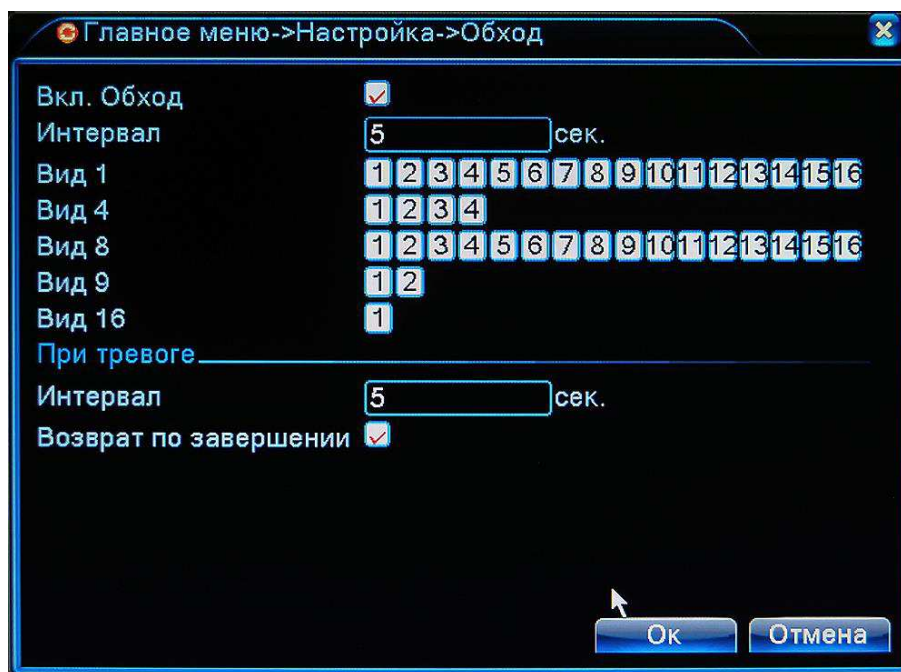 Главное меню->Настройка->Обход
Вкл. Обход
Интервал 5 сек.
Вид 1 1 2 3 4 5 6 7 8 9 10 11 12 13 14 15 16
Вид 4 1 2 3 4
Вид 8 1 2 3 4 5 6 7 8 9 10 11 12 13 14 15 16
Вид 9 1 2
Вид 16 1
При тревоге
Интервал 5 сек.
Возврат по завершении
Ок Отмена